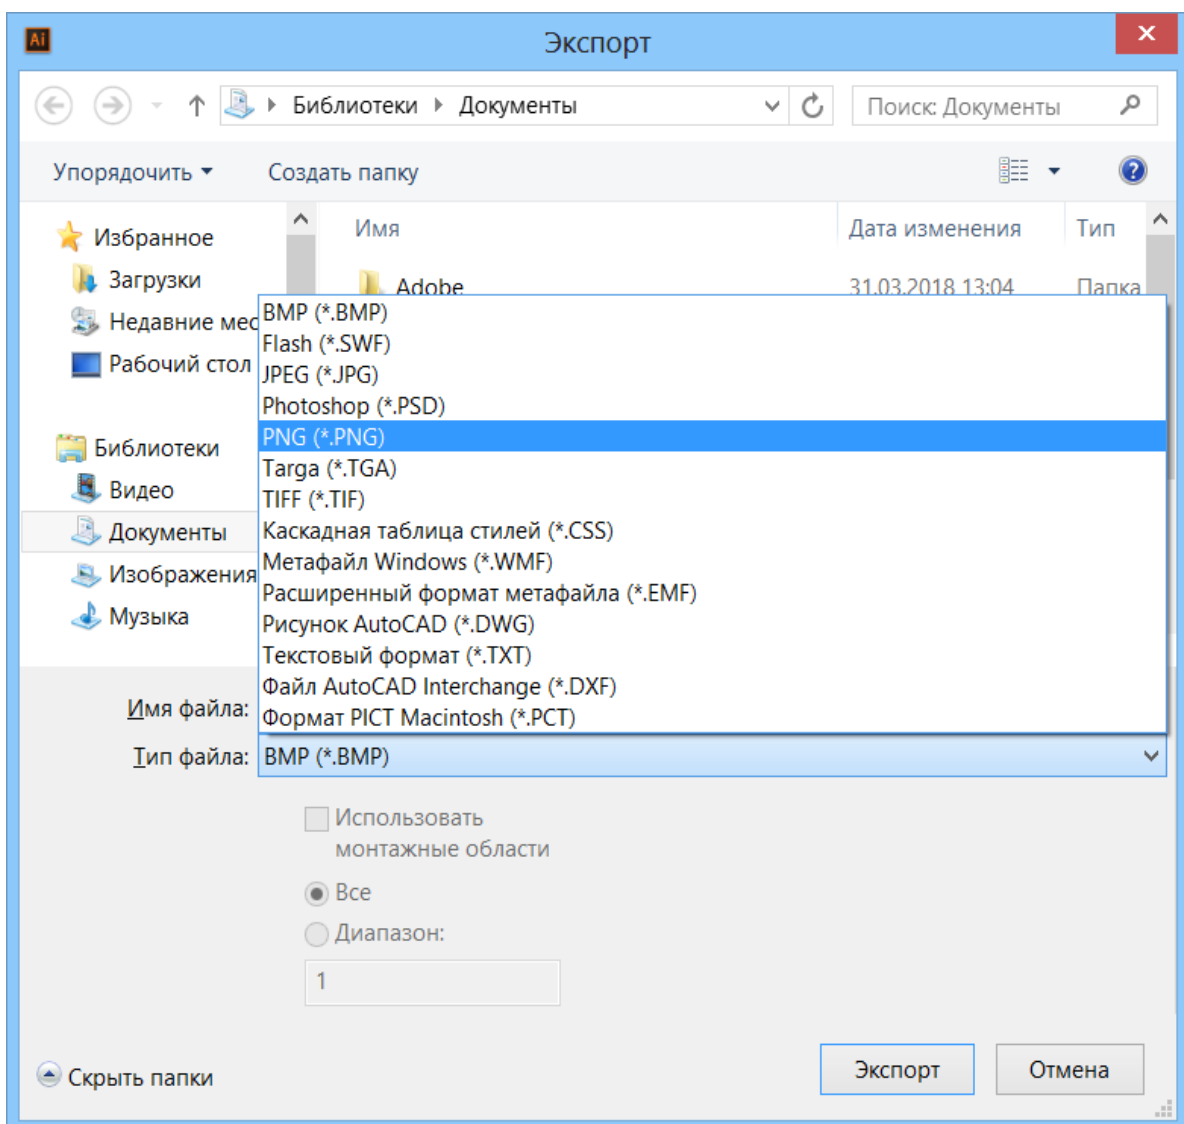 Ai
Экспорт
Библиотеки Документы
Поиск: Документы
Упорядочить
Создать папку
Имя
Дата изменения
Тип
Избранное
Загрузки
Недавние мес
Рабочий стол
Библиотеки
Видео
Документы
Изображения
Музыка
Adobe
31.03.2018 13:04
Папка
BMP (*.BMP)
Flash (*.SWF)
JPEG (*.JPG)
Photoshop (*.PSD)
PNG (*.PNG)
Targa (*.TGA)
TIFF (*.TIF)
Каскадная таблица стилей (*.CSS)
Метафайл Windows (*.WMF)
Расширенный формат метафайла (*.EMF)
Рисунок AutoCAD (*.DWG)
Текстовый формат (*.TXT)
Файл AutoCAD Interchange (*.DXF)
Формат PICT Macintosh (*.PCT)
Имя файла:
Тип файла: BMP (*.BMP)
Использовать
монтажные области
Все
Диапазон:
1
Скрыть папки
Экспорт
Отмена